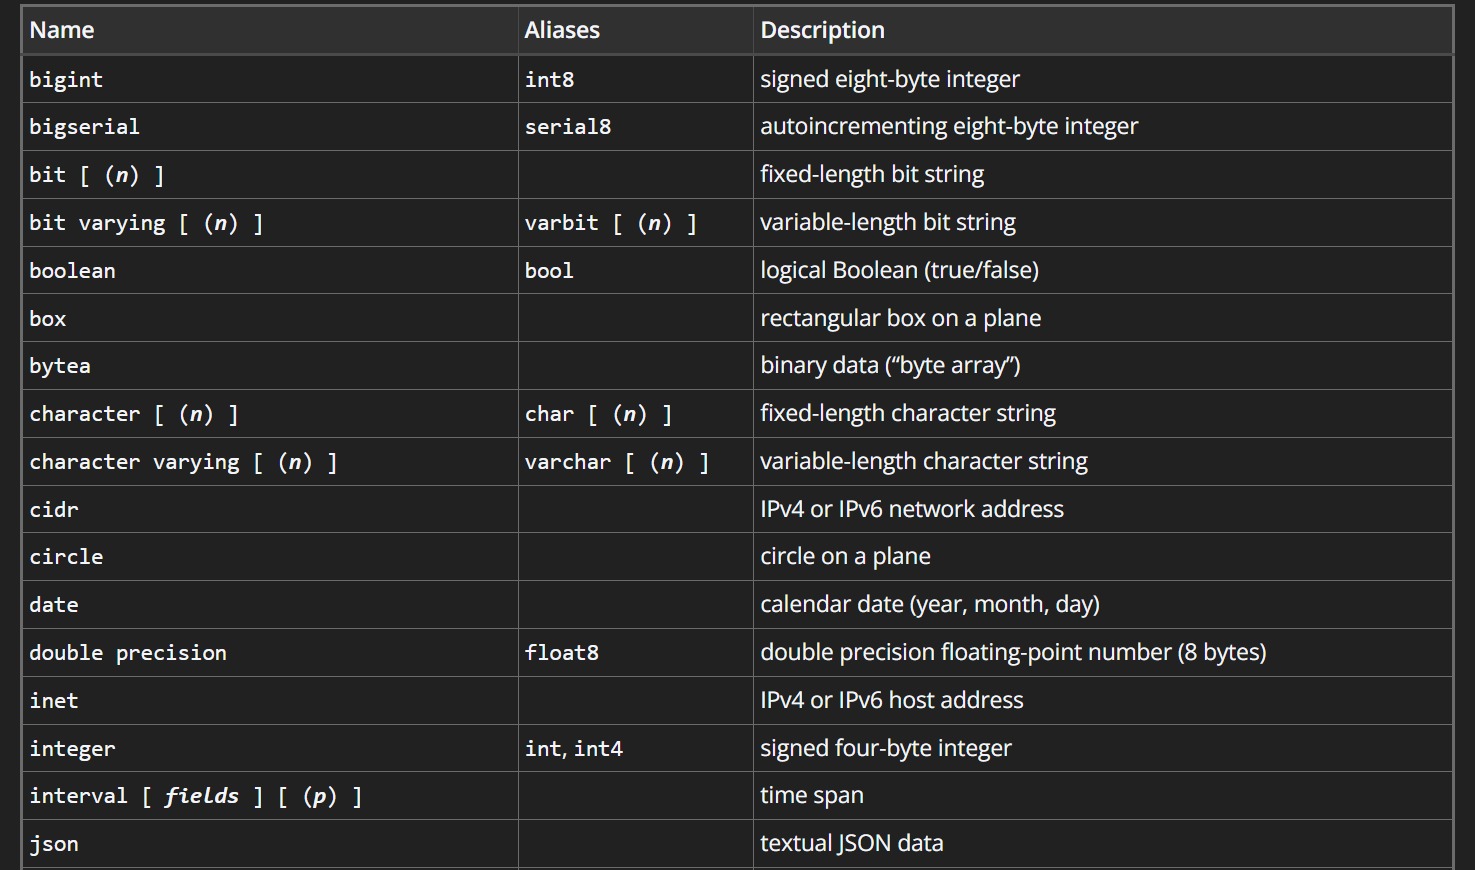 Name Aliases Description
bigint int8 signed eight-byte integer
bigserial serial8 autoincrementing eight-byte integer
bit [ (n) ] fixed-length bit string
bit varying [ (n) ] varbit [ (n) ] variable-length bit string
boolean bool logical Boolean (true/false)
box rectangular box on a plane
bytea binary data (“byte array”)
character [ (n) ] char [ (n) ] fixed-length character string
character varying [ (n) ] varchar [ (n) ] variable-length character string
cidr IPv4 or IPv6 network address
circle circle on a plane
date calendar date (year, month, day)
double precision float8 double precision floating-point number (8 bytes)
inet IPv4 or IPv6 host address
integer int, int4 signed four-byte integer
interval [ fields ] [ (p) ] time span
json textual JSON data